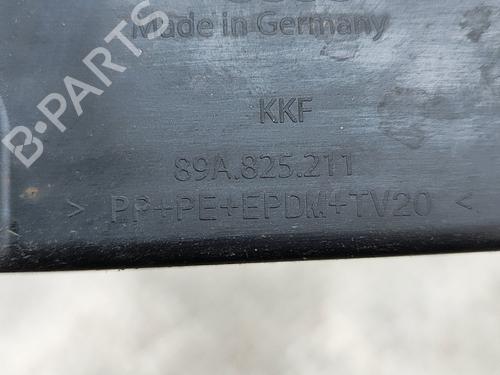 Made in Germany
KKF
89A.825.211
> PP+PE+EPDM+TV20 <
B-PARTS